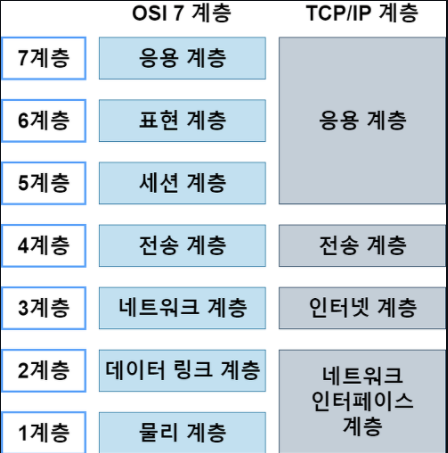 OSI 7 계층 TCP/IP 계층
7계층 응용 계층
6계층 표현 계층 응용 계층
5계층 세션 계층
4계층 전송 계층 전송 계층
3계층 네트워크 계층 인터넷 계층
2계층 데이터 링크 계층 네트워크
인터페이스
계층
1계층 물리 계층